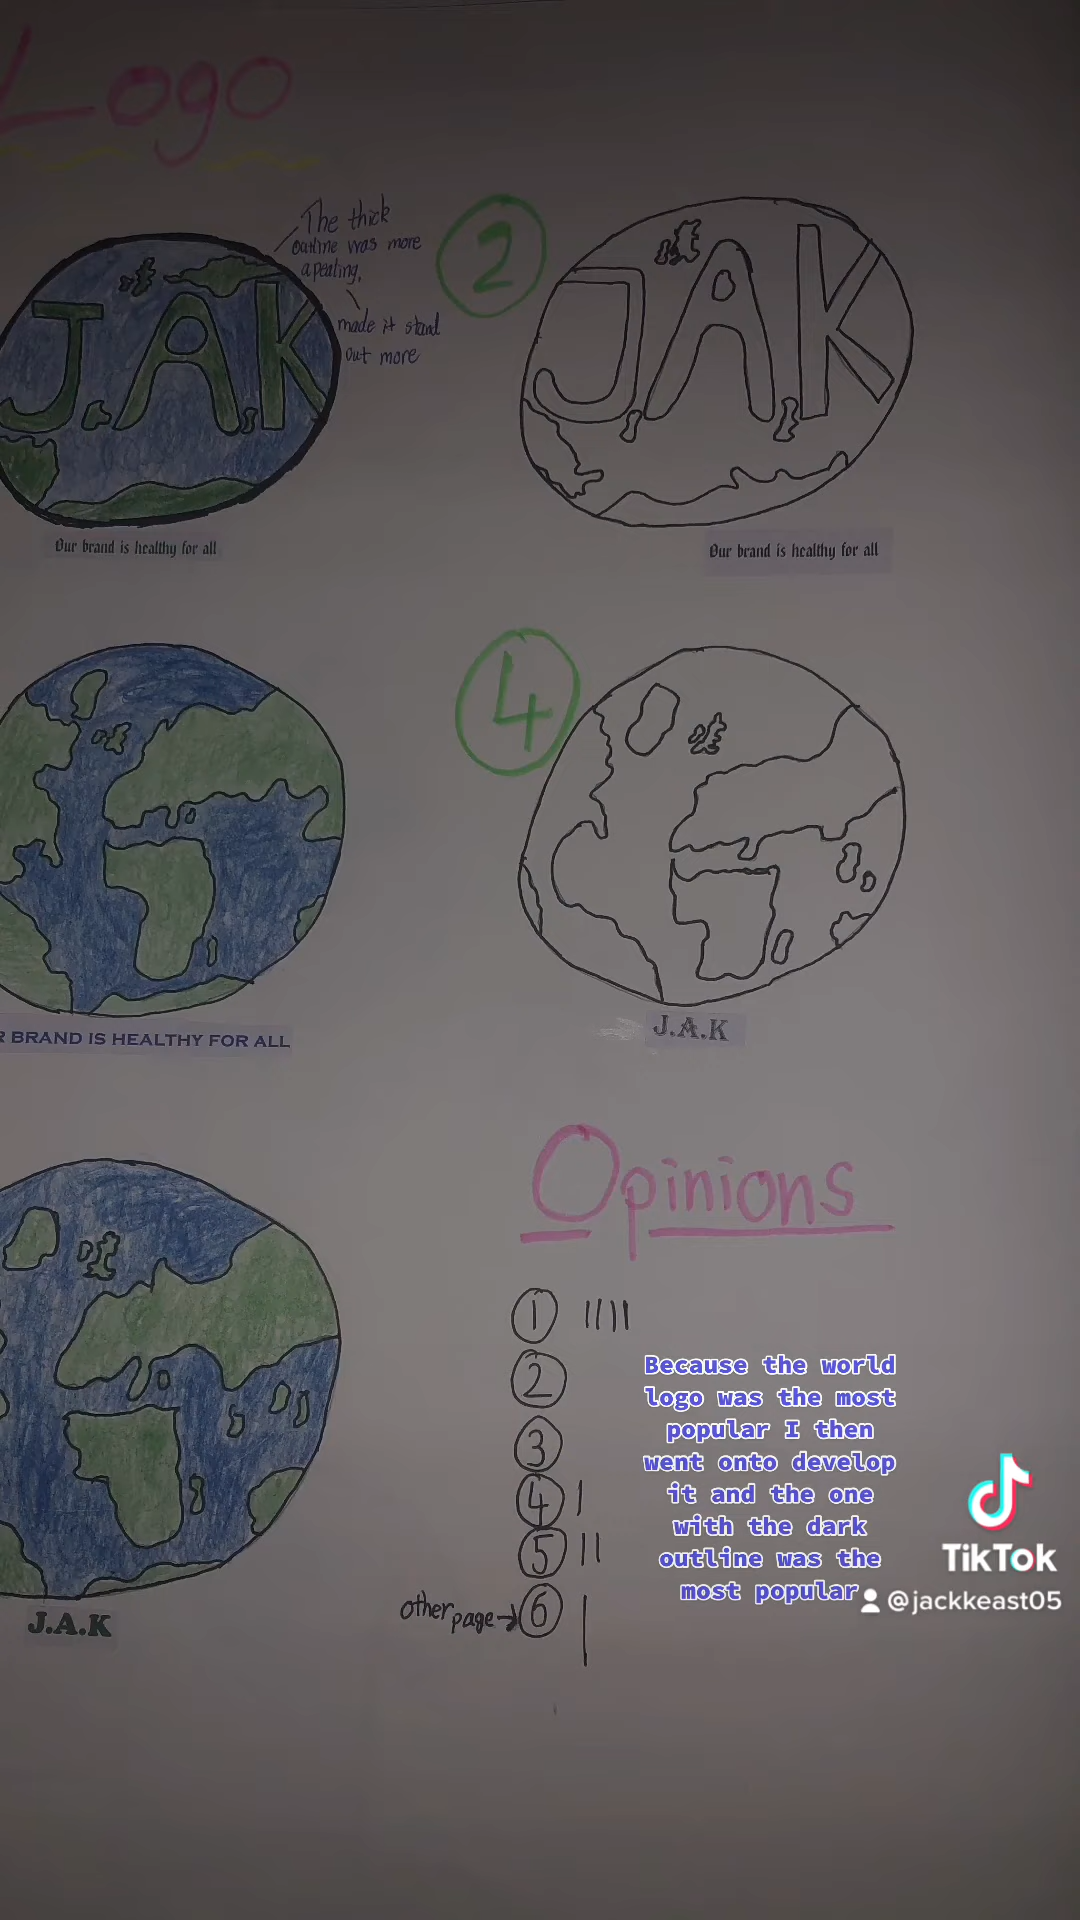 Logo
The thick
outline was more
apealing,
made it stand
out more
J.A.K
Our brand is healthy for all
2
JAK
Our brand is healthy for all
BRAND IS HEALTHY FOR ALL
4
J.A.K
J.A.K
Opinions
1 ||||
2
3
4 |
5 ||
other page → 6 |
Because the world
logo was the most
popular I then
went onto develop
it and the one
with the dark
outline was the
most popular
TikTok
@jackkeast05